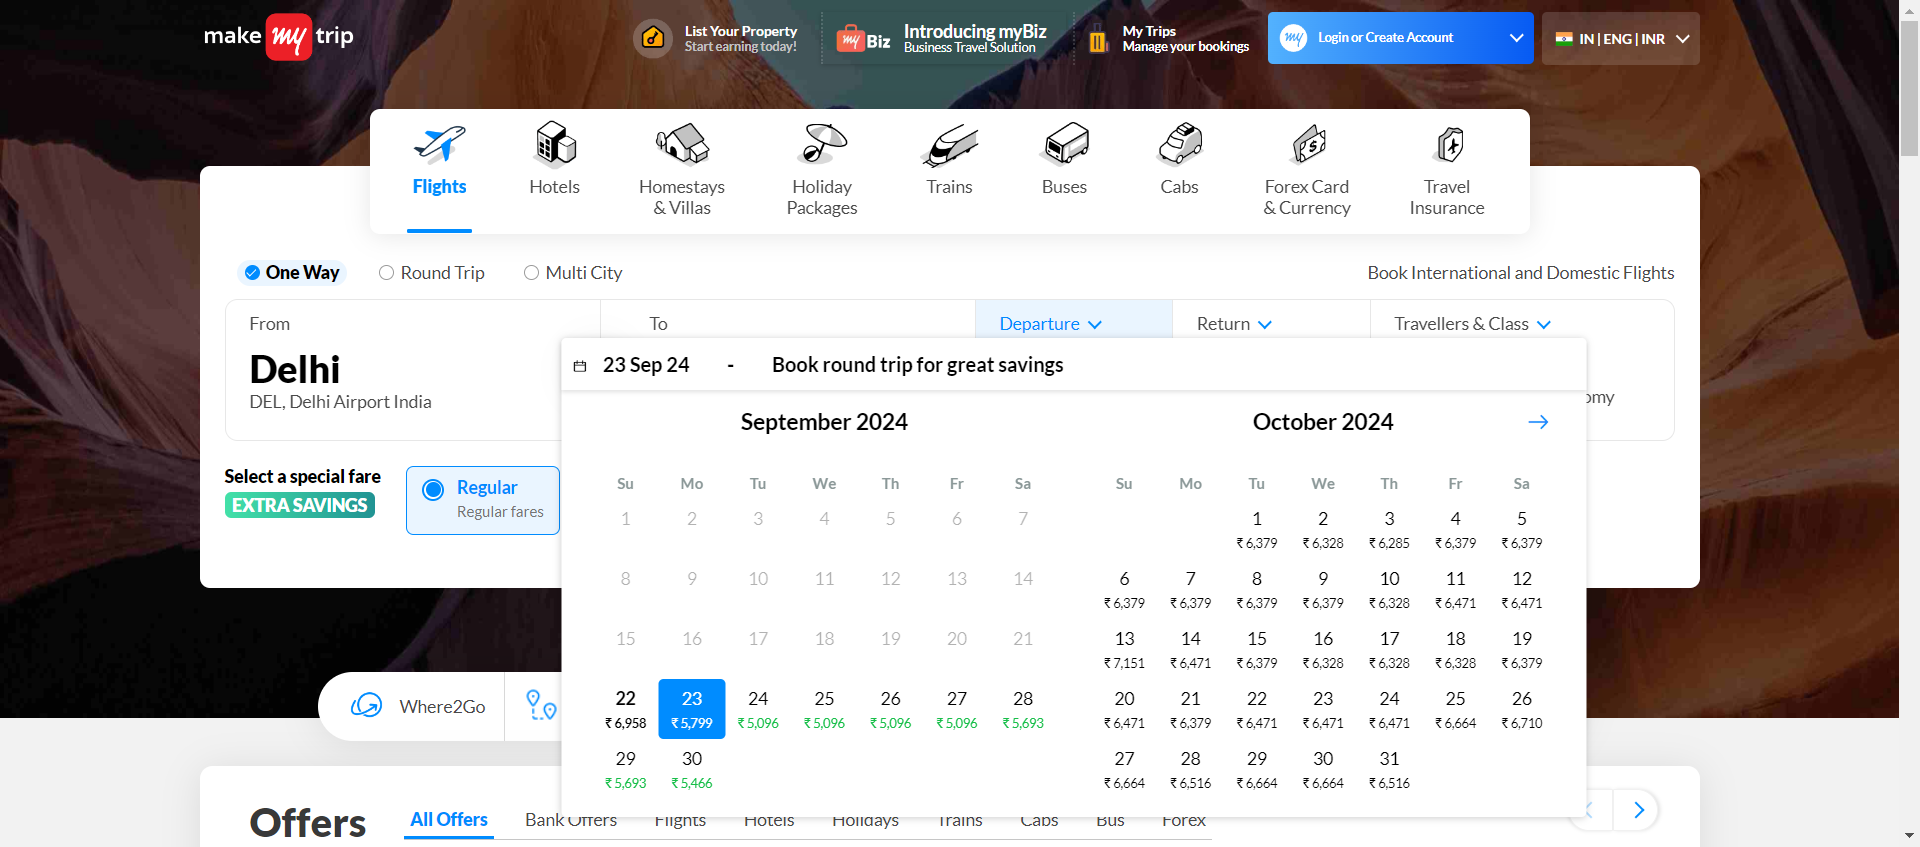 make my trip
List Your Property
Start earning today!
my Biz
Introducing myBiz
Business Travel Solution
My Trips
Manage your bookings
my
Login or Create Account
IN | ENG | INR
Flights
Hotels
Homestays
& Villas
Holiday
Packages
Trains
Buses
Cabs
Forex Card
& Currency
Travel
Insurance
One Way
Round Trip
Multi City
Book International and Domestic Flights
From
To
Departure
Return
Travellers & Class
Delhi
DEL, Delhi Airport India
23 Sep 24 - Book round trip for great savings
September 2024
October 2024
Select a special fare
EXTRA SAVINGS
Regular
Regular fares
Su Mo Tu We Th Fr Sa
1 2 3 4 5 6 7
8 9 10 11 12 13 14
15 16 17 18 19 20 21
22 23 24 25 26 27 28
₹ 6,958 ₹ 5,799 ₹ 5,096 ₹ 5,096 ₹ 5,096 ₹ 5,096 ₹ 5,693
29 30
₹ 5,693 ₹ 5,466
Su Mo Tu We Th Fr Sa
1 2 3 4 5
₹ 6,379 ₹ 6,328 ₹ 6,285 ₹ 6,379 ₹ 6,379
6 7 8 9 10 11 12
₹ 6,379 ₹ 6,379 ₹ 6,379 ₹ 6,379 ₹ 6,328 ₹ 6,471 ₹ 6,471
13 14 15 16 17 18 19
₹ 7,151 ₹ 6,471 ₹ 6,379 ₹ 6,328 ₹ 6,328 ₹ 6,328 ₹ 6,379
20 21 22 23 24 25 26
₹ 6,471 ₹ 6,379 ₹ 6,471 ₹ 6,471 ₹ 6,471 ₹ 6,664 ₹ 6,710
27 28 29 30 31
₹ 6,664 ₹ 6,516 ₹ 6,664 ₹ 6,664 ₹ 6,516
Where2Go
Offers
All Offers
Bank Offers
Flights
Hotels
Holidays
Trains
Cabs
Bus
Forex